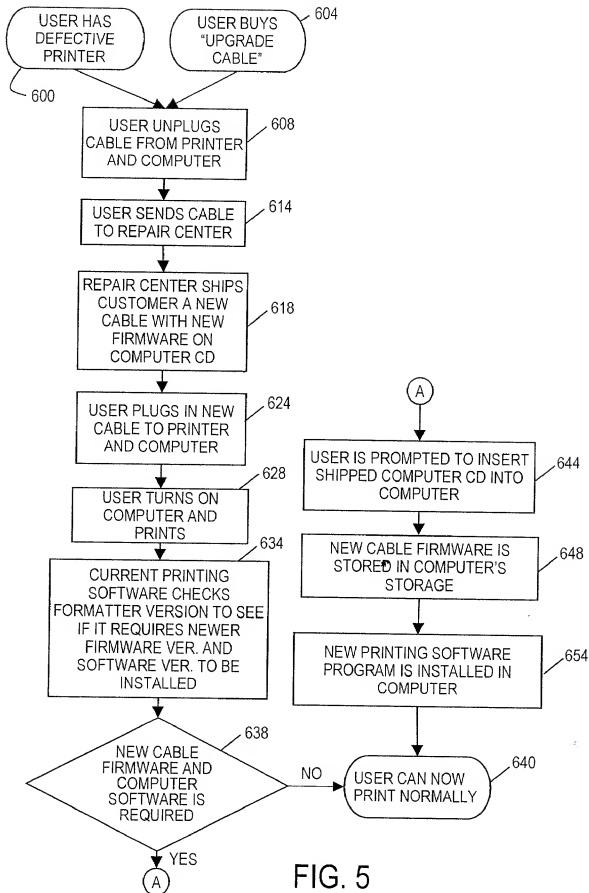 USER HAS
DEFECTIVE
PRINTER
600
USER BUYS
“UPGRADE
CABLE”
604
USER UNPLUGS
CABLE FROM PRINTER
AND COMPUTER
608
USER SENDS CABLE
TO REPAIR CENTER
614
REPAIR CENTER SHIPS
CUSTOMER A NEW
CABLE WITH NEW
FIRMWARE ON
COMPUTER CD
618
USER PLUGS IN NEW
CABLE TO PRINTER
AND COMPUTER
624
USER TURNS ON
COMPUTER AND
PRINTS
628
CURRENT PRINTING
SOFTWARE CHECKS
FORMATTER VERSION TO SEE
IF IT REQUIRES NEWER
FIRMWARE VER. AND
SOFTWARE VER. TO BE
INSTALLED
634
NEW CABLE
FIRMWARE AND
COMPUTER
SOFTWARE IS
REQUIRED
638
NO
YES
A
A
USER IS PROMPTED TO INSERT
SHIPPED COMPUTER CD INTO
COMPUTER
644
NEW CABLE FIRMWARE IS
STORED IN COMPUTER'S
STORAGE
648
NEW PRINTING SOFTWARE
PROGRAM IS INSTALLED IN
COMPUTER
654
USER CAN NOW
PRINT NORMALLY
640
FIG. 5